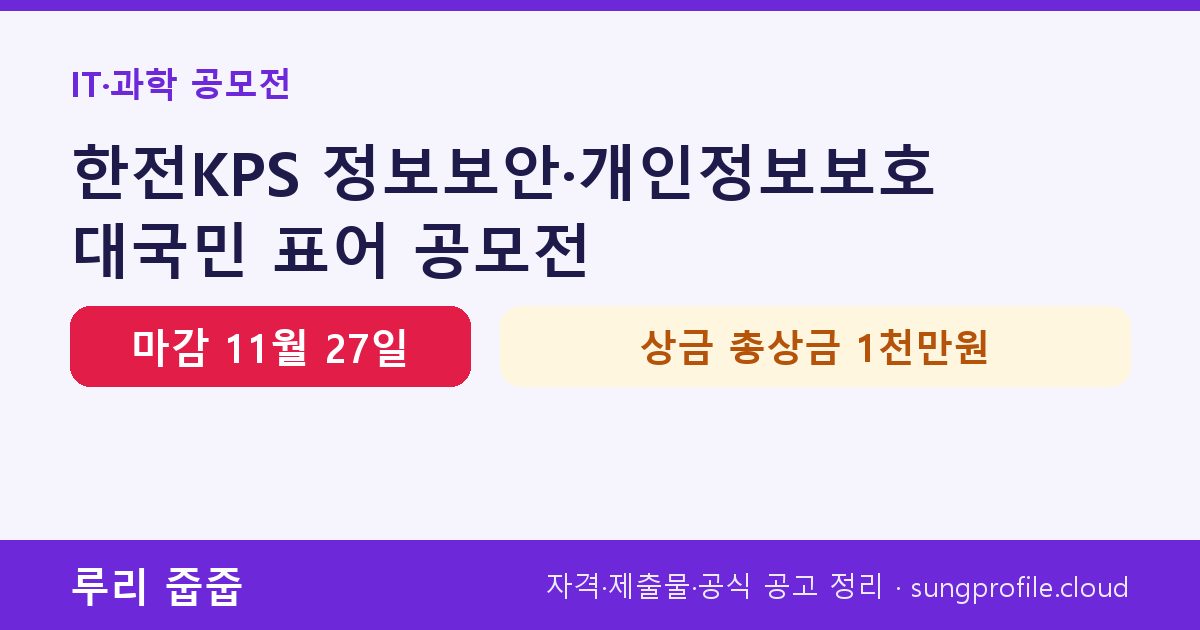 IT·과학 공모전
한전KPS 정보보안·개인정보보호
대국민 표어 공모전
마감 11월 27일
상금 총상금 1천만원
루리 줍줍
자격·제출물·공식 공고 정리 · sungprofile.cloud